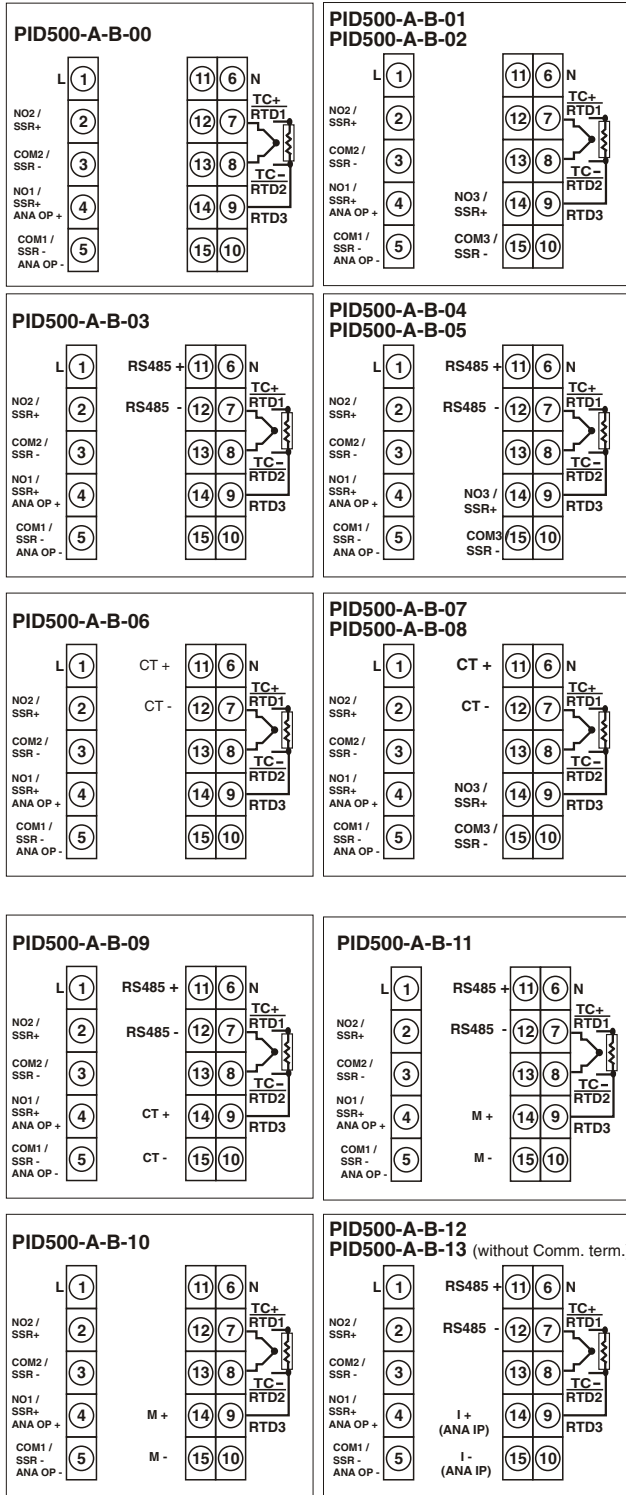 PID500-A-B-00
L 1 11 6 N
NO2 / SSR+ 2 12 7 TC+ RTD1
COM2 / SSR - 3 13 8 TC- RTD2
NO1 / SSR+ ANA OP + 4 14 9 RTD3
COM1 / SSR - ANA OP - 5 15 10
PID500-A-B-01
PID500-A-B-02
L 1 11 6 N
NO2 / SSR+ 2 12 7 TC+ RTD1
COM2 / SSR - 3 13 8 TC- RTD2
NO1 / SSR+ ANA OP + 4 NO3 / SSR+ 14 9 RTD3
COM1 / SSR - ANA OP - 5 COM3 / SSR - 15 10
PID500-A-B-03
L 1 RS485 + 11 6 N
NO2 / SSR+ 2 RS485 - 12 7 TC+ RTD1
COM2 / SSR - 3 13 8 TC- RTD2
NO1 / SSR+ ANA OP + 4 14 9 RTD3
COM1 / SSR - ANA OP - 5 15 10
PID500-A-B-04
PID500-A-B-05
L 1 RS485 + 11 6 N
NO2 / SSR+ 2 RS485 - 12 7 TC+ RTD1
COM2 / SSR - 3 13 8 TC- RTD2
NO1 / SSR+ ANA OP + 4 NO3 / SSR+ 14 9 RTD3
COM1 / SSR - ANA OP - 5 COM3 / SSR - 15 10
PID500-A-B-06
L 1 CT + 11 6 N
NO2 / SSR+ 2 CT - 12 7 TC+ RTD1
COM2 / SSR - 3 13 8 TC- RTD2
NO1 / SSR+ ANA OP + 4 14 9 RTD3
COM1 / SSR - ANA OP - 5 15 10
PID500-A-B-07
PID500-A-B-08
L 1 CT + 11 6 N
NO2 / SSR+ 2 CT - 12 7 TC+ RTD1
COM2 / SSR - 3 13 8 TC- RTD2
NO1 / SSR+ ANA OP + 4 NO3 / SSR+ 14 9 RTD3
COM1 / SSR - ANA OP - 5 COM3 / SSR - 15 10
PID500-A-B-09
L 1 RS485 + 11 6 N
NO2 / SSR+ 2 RS485 - 12 7 TC+ RTD1
COM2 / SSR - 3 13 8 TC- RTD2
NO1 / SSR+ ANA OP + 4 CT + 14 9 RTD3
COM1 / SSR - ANA OP - 5 CT - 15 10
PID500-A-B-11
L 1 RS485 + 11 6 N
NO2 / SSR+ 2 RS485 - 12 7 TC+ RTD1
COM2 / SSR - 3 13 8 TC- RTD2
NO1 / SSR+ ANA OP + 4 M + 14 9 RTD3
COM1 / SSR - ANA OP - 5 M - 15 10
PID500-A-B-10
L 1 11 6 N
NO2 / SSR+ 2 12 7 TC+ RTD1
COM2 / SSR - 3 13 8 TC- RTD2
NO1 / SSR+ ANA OP + 4 M + 14 9 RTD3
COM1 / SSR - ANA OP - 5 M - 15 10
PID500-A-B-12
PID500-A-B-13 (without Comm. term.
L 1 RS485 + 11 6 N
NO2 / SSR+ 2 RS485 - 12 7 TC+ RTD1
COM2 / SSR - 3 13 8 TC- RTD2
NO1 / SSR+ ANA OP + 4 I + (ANA IP) 14 9 RTD3
COM1 / SSR - ANA OP - 5 I - (ANA IP) 15 10